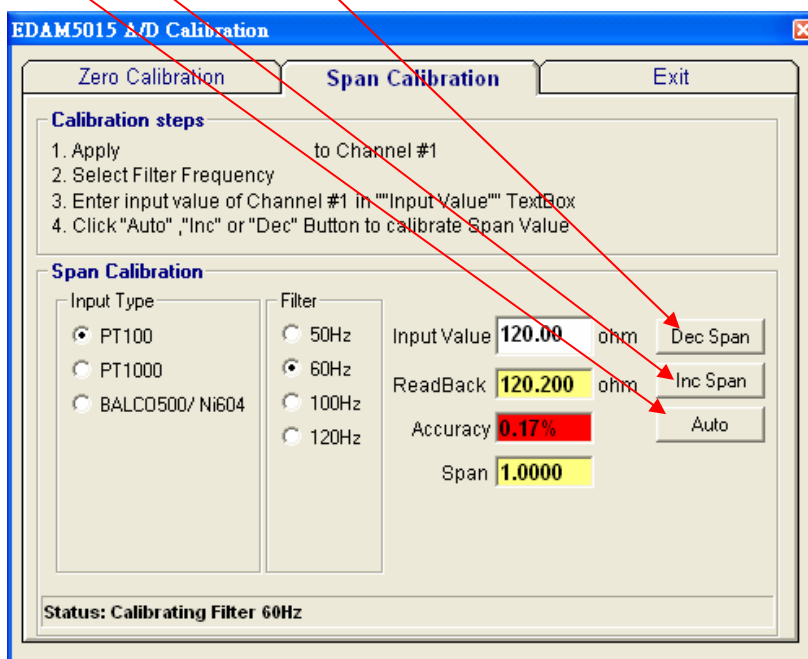 EDAM5015 A/D Calibration
Zero Calibration Span Calibration Exit
Calibration steps
1. Apply to Channel #1
2. Select Filter Frequency
3. Enter input value of Channel #1 in ""Input Value"" TextBox
4. Click "Auto" ,"Inc" or "Dec" Button to calibrate Span Value
Span Calibration
Input Type
PT100
PT1000
BALCO500/ Ni604
Filter
50Hz
60Hz
100Hz
120Hz
Input Value 120.00 ohm Dec Span
ReadBack 120.200 ohm Inc Span
Accuracy 0.17% Auto
Span 1.0000
Status: Calibrating Filter 60Hz